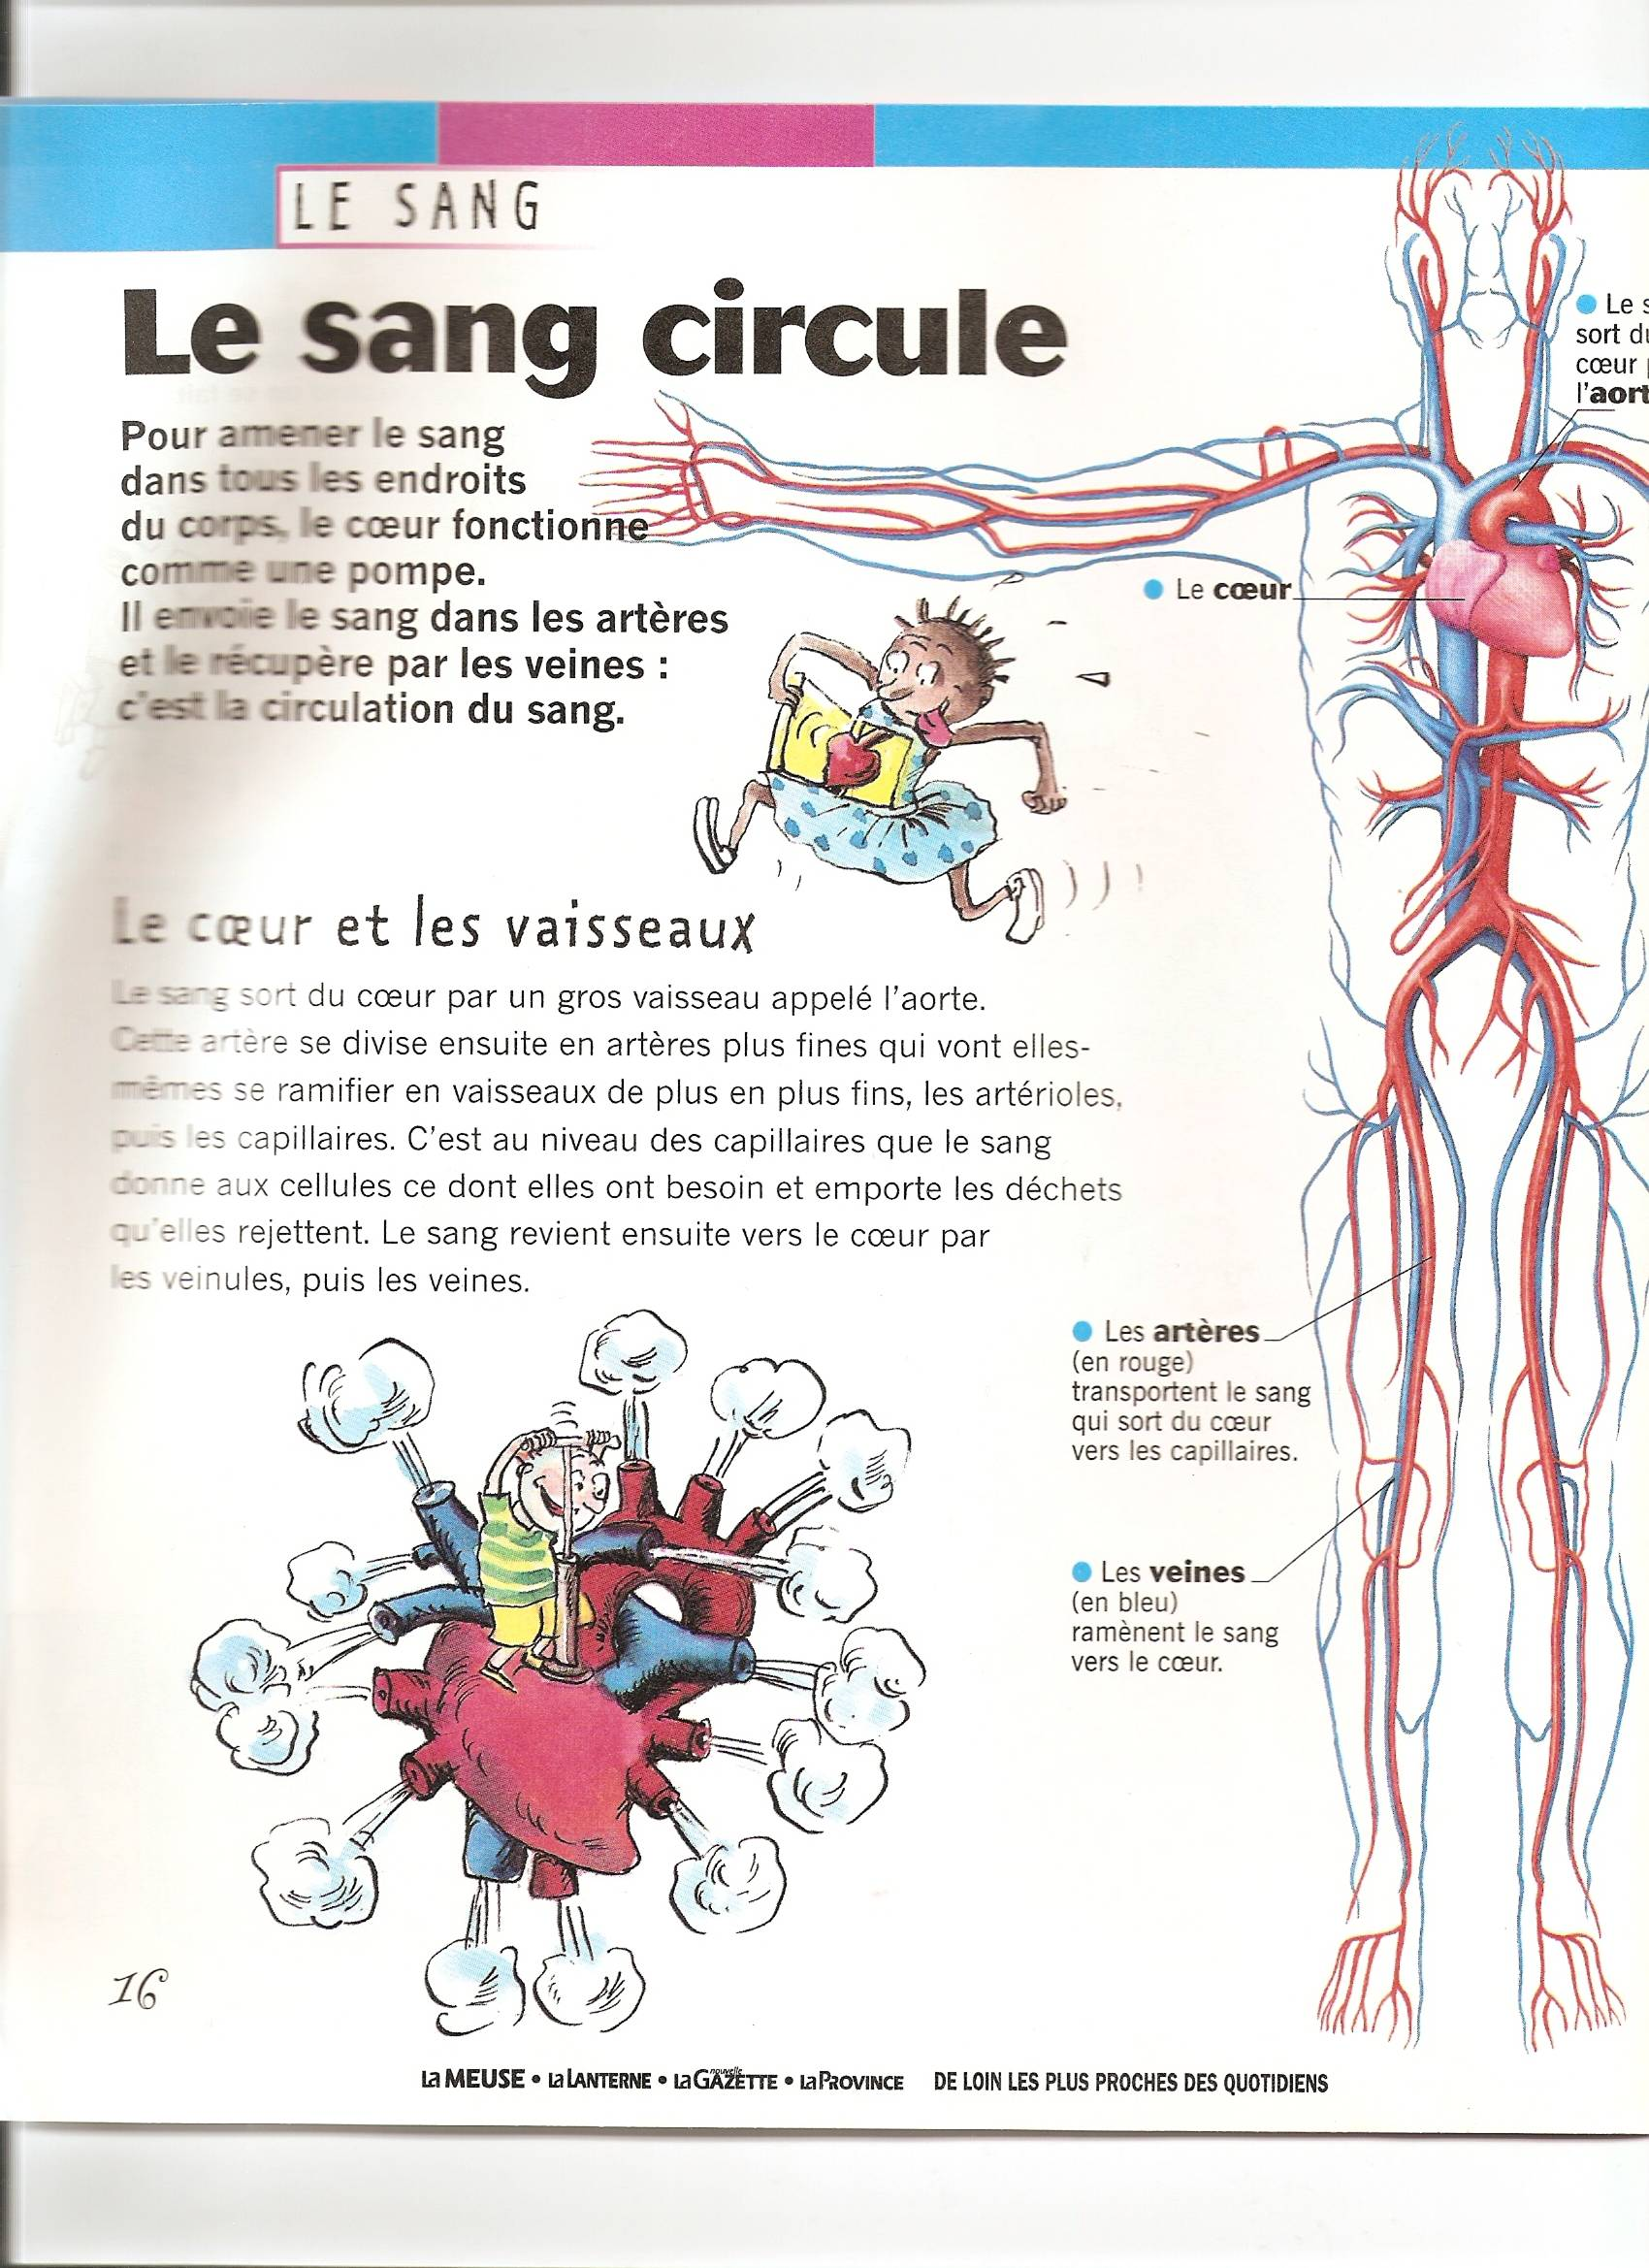 LE SANG
Le sang circule
Pour amener le sang
dans tous les endroits
du corps, le cœur fonctionne
comme une pompe.
Il envoie le sang dans les artères
et le récupère par les veines :
c'est la circulation du sang.
Le
sort
cœur
Le cœur
Le cœur et les vaisseaux
Le sang sort du cœur par un gros vaisseau appelé l'aorte.
Cette artère se divise ensuite en artères plus fines qui vont elles-
mêmes se ramifier en vaisseaux de plus en plus fins, les artérioles,
puis les capillaires. C'est au niveau des capillaires que le sang
donne aux cellules ce dont elles ont besoin et emporte les déchets
qu'elles rejettent. Le sang revient ensuite vers le cœur par
les veinules, puis les veines.
Les artères
(en rouge)
transportent le sang
qui sort du cœur
vers les capillaires.
Les veines
(en bleu)
ramènent le sang
vers le cœur.
16
La MEUSE • La LANTERNE • La nouvelle GAZETTE • La PROVINCE DE LOIN LES PLUS PROCHES DES QUOTIDIENS